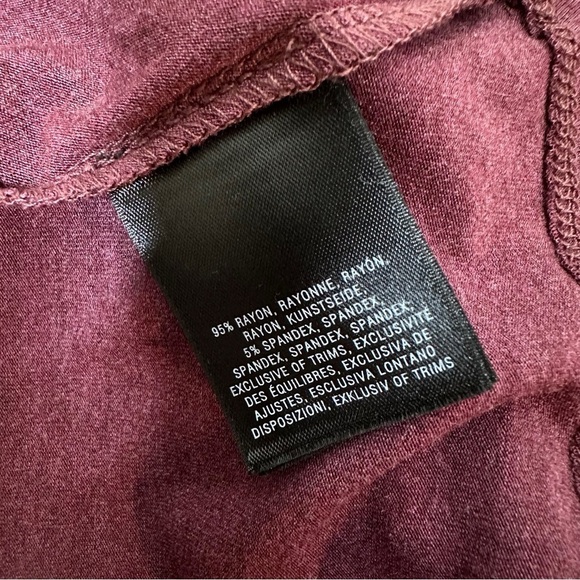 95% RAYON, RAYONNE, RAYÓN,
RAYON, KUNSTSEIDE,
5% SPANDEX, SPANDEX,
SPANDEX, SPANDEX, SPANDEX,
EXCLUSIVE OF TRIMS, EXCLUSIVITÉ
DES ÉQUILIBRES, EXCLUSIVA DE
AJUSTES, ESCLUSIVA LONTANO
DISPOSIZIONI, EXKLUSIV OF TRIMS